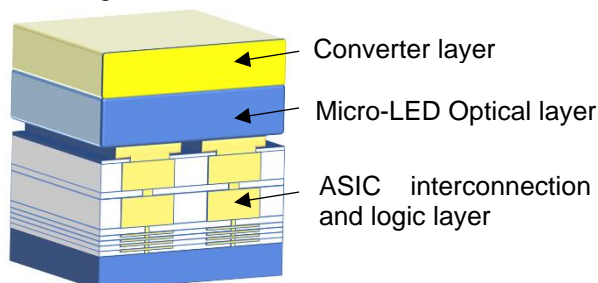 Converter layer
Micro-LED Optical layer
ASIC interconnection
and logic layer